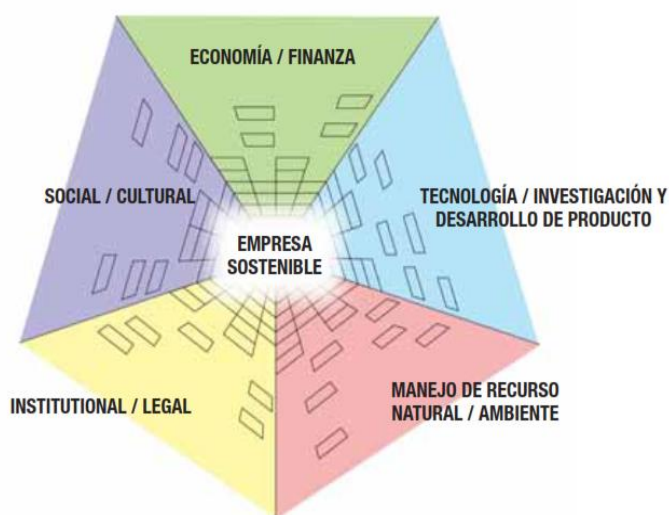 ECONOMÍA / FINANZA
SOCIAL / CULTURAL
TECNOLOGÍA / INVESTIGACIÓN Y
DESARROLLO DE PRODUCTO
EMPRESA
SOSTENIBLE
INSTITUTIONAL / LEGAL
MANEJO DE RECURSO
NATURAL / AMBIENTE